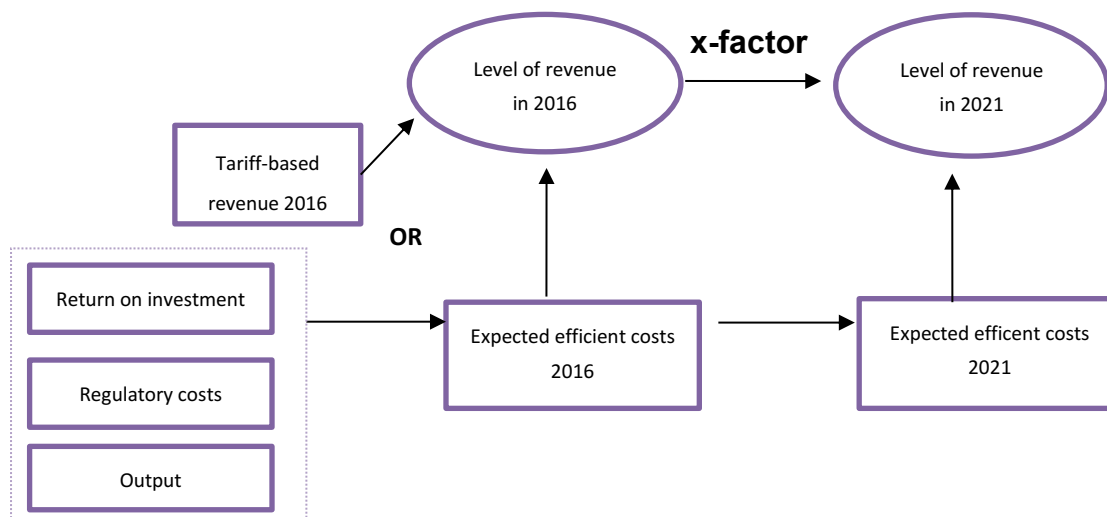 x-factor
Level of revenue
in 2016
Level of revenue
in 2021
Tariff-based
revenue 2016
OR
Return on investment
Regulatory costs
Output
Expected efficient costs
2016
Expected efficent costs
2021